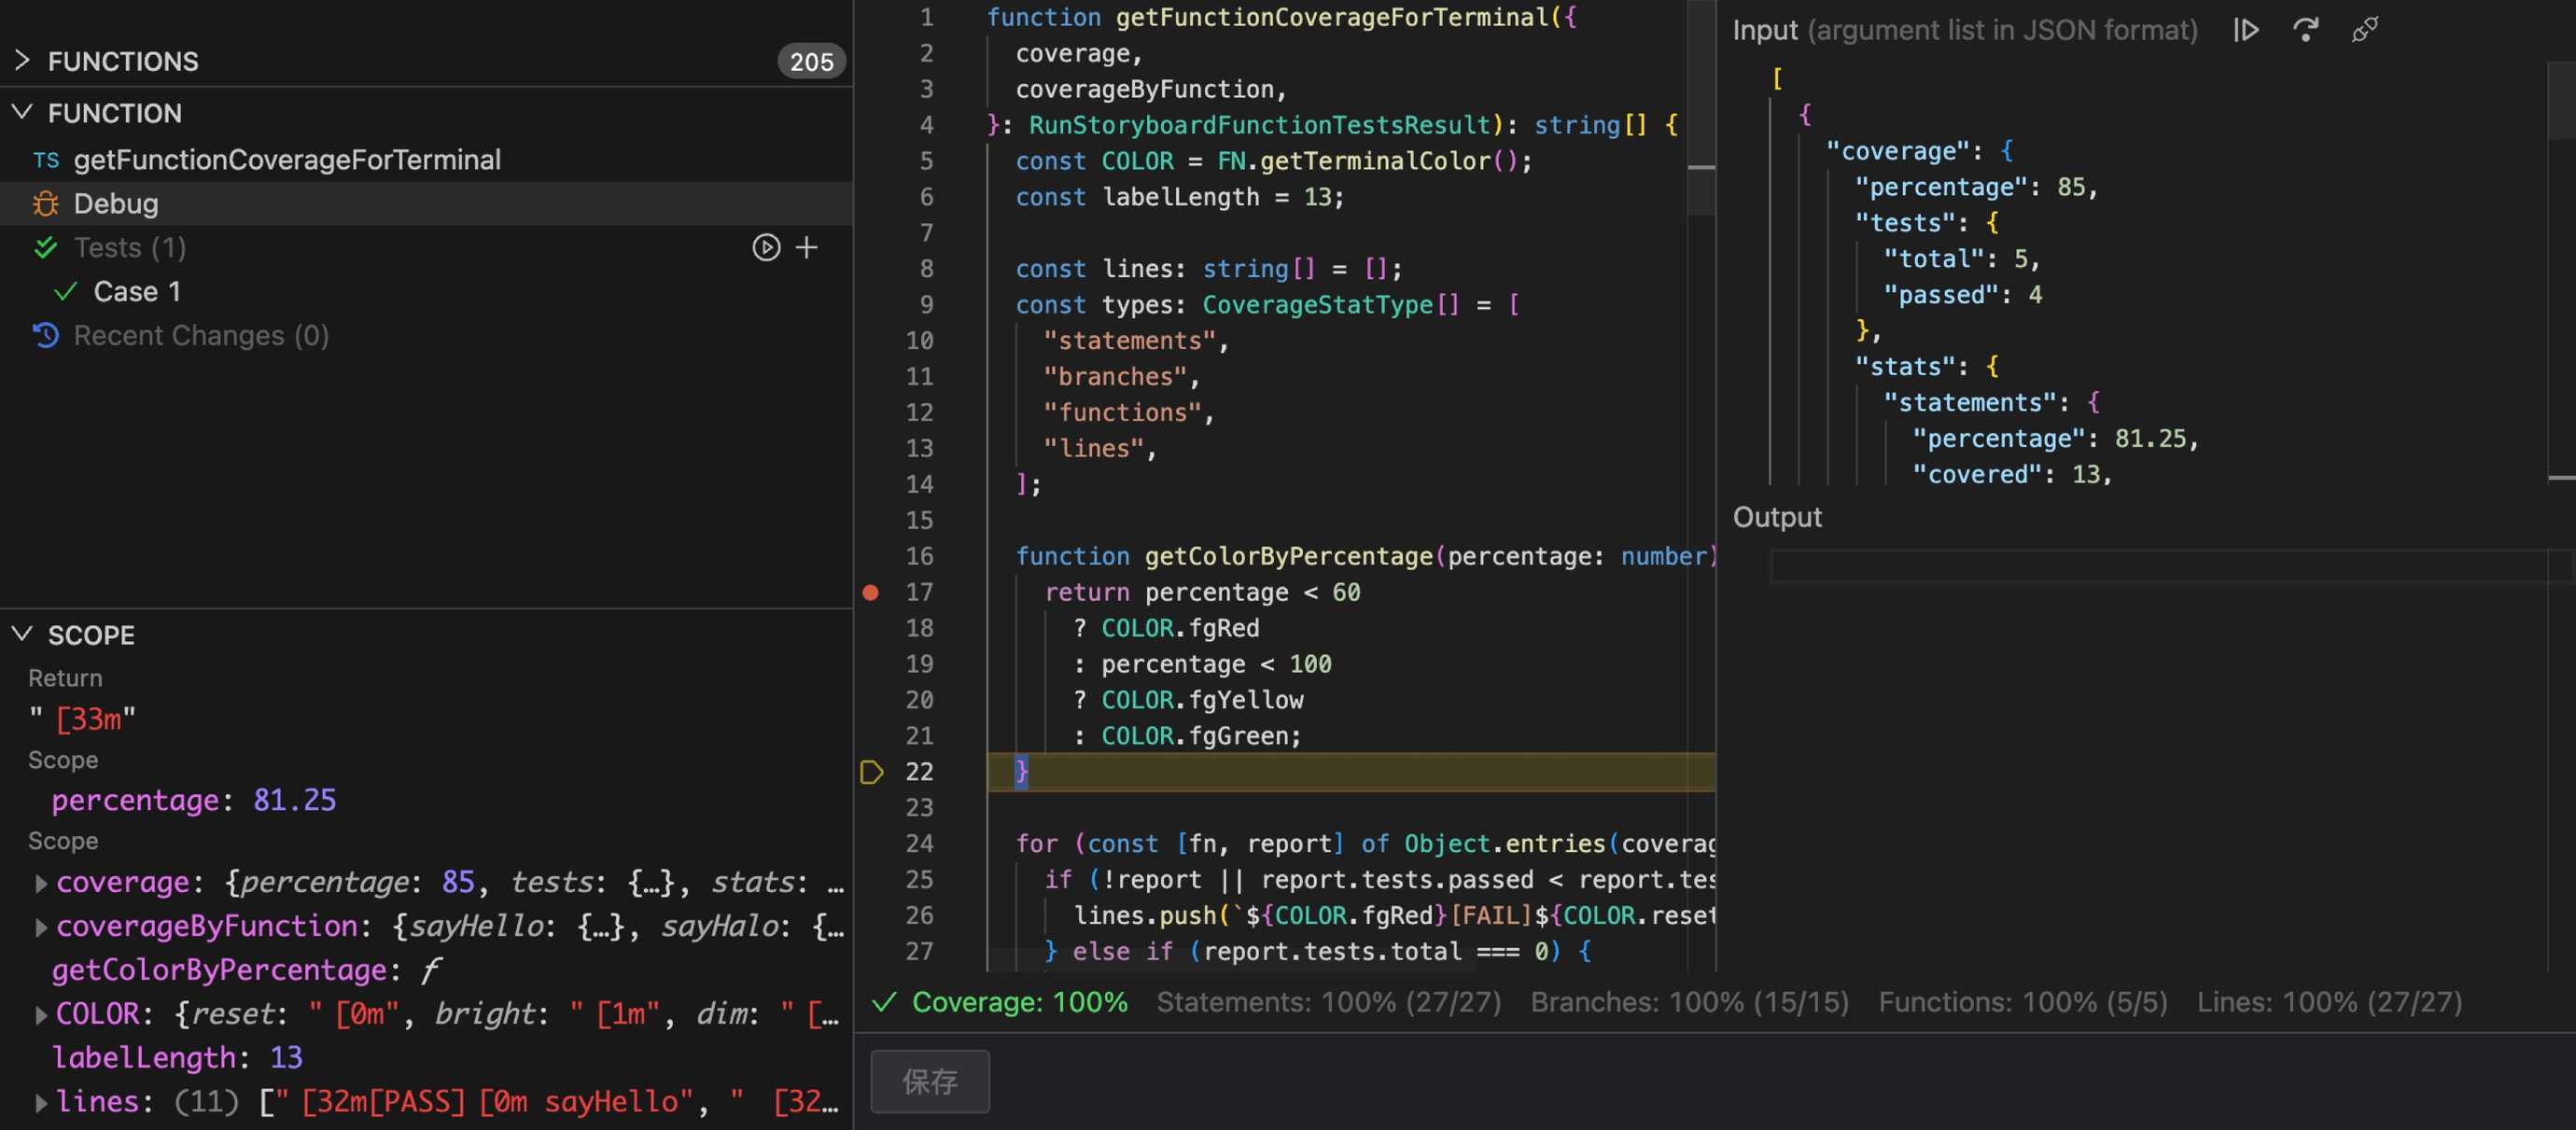 FUNCTIONS 205
FUNCTION
TS getFunctionCoverageForTerminal
Debug
Tests (1)
Case 1
Recent Changes (0)
SCOPE
Return
" [33m"
Scope
percentage: 81.25
Scope
coverage: {percentage: 85, tests: {…}, stats: …
coverageByFunction: {sayHello: {…}, sayHalo: {…
getColorByPercentage: ƒ
COLOR: {reset: " [0m", bright: " [1m", dim: " […
labelLength: 13
lines: (11) [" [32m[PASS] [0m sayHello", "  [32…
1 function getFunctionCoverageForTerminal({
2 coverage,
3 coverageByFunction,
4 }: RunStoryboardFunctionTestsResult): string[] {
5 const COLOR = FN.getTerminalColor();
6 const labelLength = 13;
7
8 const lines: string[] = [];
9 const types: CoverageStatType[] = [
10 "statements",
11 "branches",
12 "functions",
13 "lines",
14 ];
15
16 function getColorByPercentage(percentage: number)
17 return percentage < 60
18 ? COLOR.fgRed
19 : percentage < 100
20 ? COLOR.fgYellow
21 : COLOR.fgGreen;
22 }
23
24 for (const [fn, report] of Object.entries(coverag
25 if (!report || report.tests.passed < report.tes
26 lines.push(`${COLOR.fgRed}[FAIL]${COLOR.reset
27 } else if (report.tests.total === 0) {
Input (argument list in JSON format)
[
{
"coverage": {
"percentage": 85,
"tests": {
"total": 5,
"passed": 4
},
"stats": {
"statements": {
"percentage": 81.25,
"covered": 13,
Output
Coverage: 100% Statements: 100% (27/27) Branches: 100% (15/15) Functions: 100% (5/5) Lines: 100% (27/27)
保存